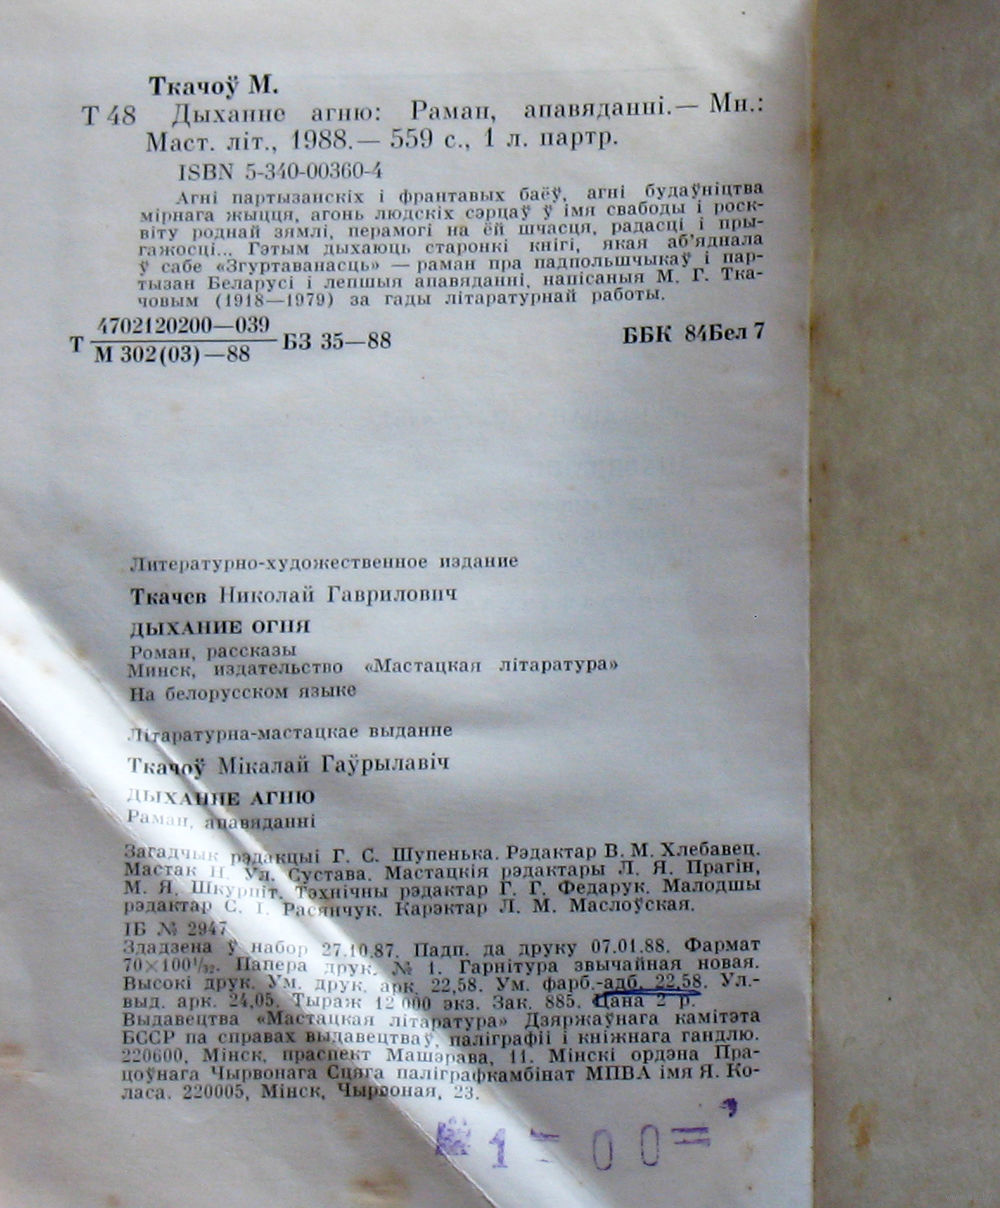 Ткачоў М.
Т 48 Дыханне агню: Раман, апавяданні.— Мн.:
Маст. літ., 1988.— 559 с., 1 л. партр.
ISBN 5-340-00360-4
Агні партызанскіх і франтавых баёў, агні будаўніцтва
мірнага жыцця, агонь людскіх сэрцаў у імя свабоды і роск-
віту роднай зямлі, перамогі на ёй шчасця, радасці і пры-
гажосці... Гэтым дыхаюць старонкі кнігі, якая аб'яднала
ў сабе «Згуртаванасць» — раман пра падпольшчыкаў і пар-
тызан Беларусі і лепшыя апавяданні, напісаныя М. Г. Тка-
човым (1918—1979) за гады літаратурнай работы.
4702120200—039
Т БЗ 35—88 ББК 84Бел 7
М 302(03)—88
Литературно-художественное издание
Ткачев Николай Гаврилович
ДЫХАНИЕ ОГНЯ
Роман, рассказы
Минск, издательство «Мастацкая літаратура»
На белорусском языке
Літаратурна-мастацкае выданне
Ткачоў Мікалай Гаўрылавіч
ДЫХАННЕ АГНЮ
Раман, апавяданні
Загадчык рэдакцыі Г. С. Шупенька. Рэдактар В. М. Хлебавец.
Мастак Н. Ул. Сустава. Мастацкія рэдактары Л. Я. Прагін,
М. Я. Шкурпіт. Тэхнічны рэдактар Г. Г. Федарук. Малодшы
рэдактар С. І. Расянчук. Карэктар Л. М. Маслоўская.
ІБ № 2947
Здадзена ў набор 27.10.87. Падп. да друку 07.01.88. Фармат
70×100¹/₃₂. Папера друк. № 1. Гарнітура звычайная новая.
Высокі друк. Ум. друк. арк. 22,58. Ум. фарб.-адб. 22,58. Ул.-
выд. арк. 24,05. Тыраж 12 000 экз. Зак. 885. Цана 2 р.
Выдавецтва «Мастацкая літаратура» Дзяржаўнага камітэта
БССР па справах выдавецтваў, паліграфіі і кніжнага гандлю.
220600, Мінск, праспект Машэрава, 11. Мінскі ордэна Пра-
цоўнага Чырвонага Сцяга паліграфкамбінат МПВА імя Я. Ко-
ласа. 220005, Мінск, Чырвоная, 23.
1 = 00 =